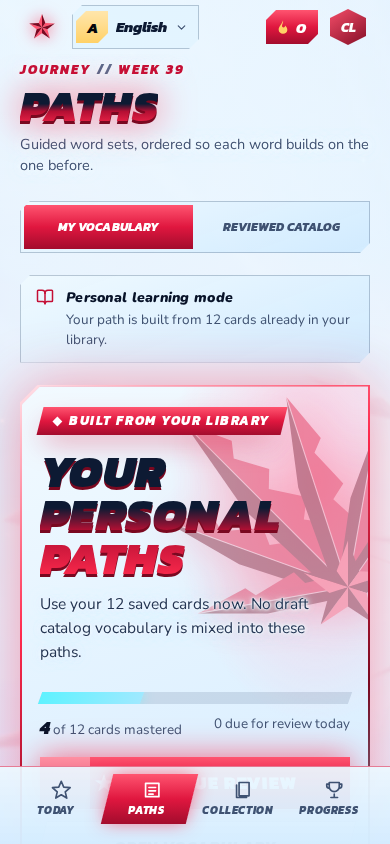 A English
0
CL
JOURNEY // WEEK 39
PATHS
Guided word sets, ordered so each word builds on the
one before.
MY VOCABULARY
REVIEWED CATALOG
Personal learning mode
Your path is built from 12 cards already in your
library.
◆ BUILT FROM YOUR LIBRARY
YOUR
PERSONAL
PATHS
Use your 12 saved cards now. No draft
catalog vocabulary is mixed into these
paths.
4 of 12 cards mastered
0 due for review today
TODAY
PATHS
COLLECTION
PROGRESS